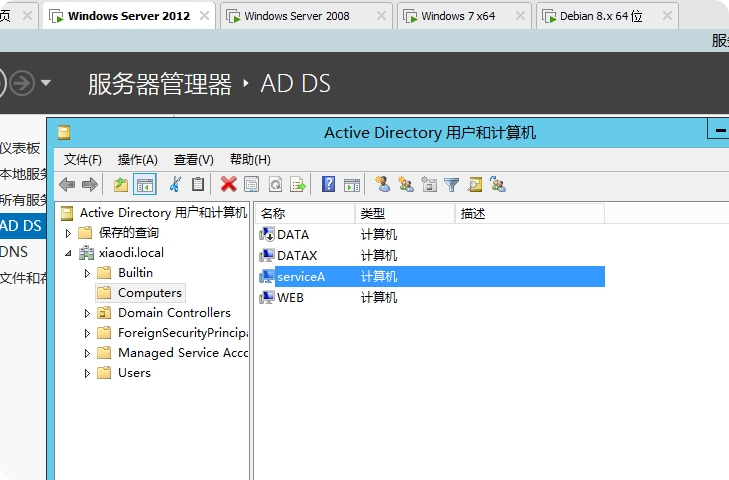 页 Windows Server 2012 Windows Server 2008 Windows 7 x64 Debian 8.x 64 位
服务器管理器 AD DS
Active Directory 用户和计算机
文件(F) 操作(A) 查看(V) 帮助(H)
仪表板
本地服务
所有服务
AD DS
DNS
文件和存
Active Directory 用户和计算机
保存的查询
xiaodi.local
Builtin
Computers
Domain Controllers
ForeignSecurityPrincipa
Managed Service Acco
Users
名称 类型 描述
DATA 计算机
DATAX 计算机
serviceA 计算机
WEB 计算机